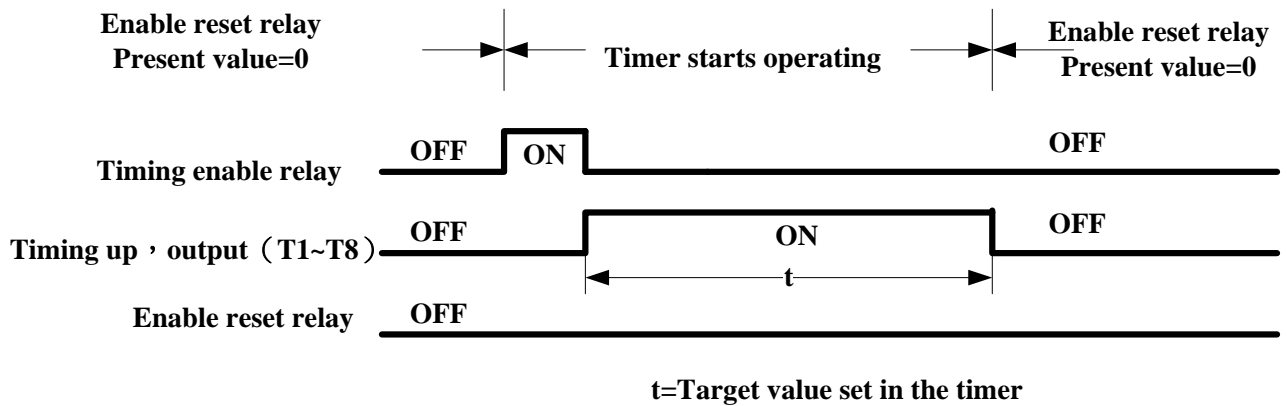 Enable reset relay
Present value=0
Timer starts operating
Enable reset relay
Present value=0
Timing enable relay
OFF
ON
OFF
Timing up，output（T1~T8）
OFF
ON
OFF
t
Enable reset relay
OFF
t=Target value set in the timer